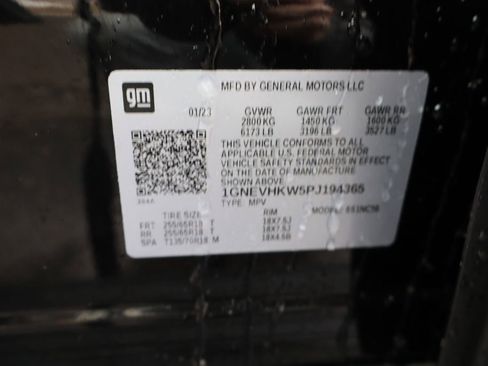 gm
MFD BY GENERAL MOTORS LLC
01/23 GVWR GAWR FRT GAWR RR
2800 KG 1450 KG 1600 KG
6173 LB 3196 LB 3527 LB
THIS VEHICLE CONFORMS TO ALL
APPLICABLE U.S. FEDERAL MOTOR
VEHICLE SAFETY STANDARDS IN EFFECT
ON THE DATE OF MANUFACTURE
SHOWN ABOVE.
1GNEVHKW5PJ194365
TYPE: MPV MODEL:
TIRE SIZE RIM
FRT 255/65R18 T 18X7.5J
RR 255/65R18 T 18X7.5J
SPA T135/70R18 M 18X4.5B